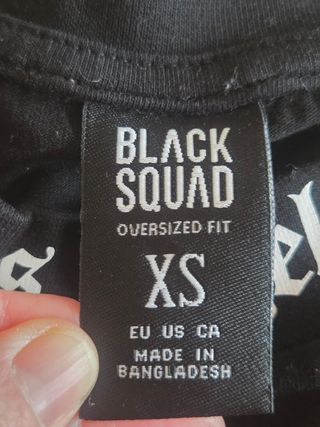 BLACK
SQUAD
OVERSIZED FIT
XS
EU US CA
MADE IN
BANGLADESH